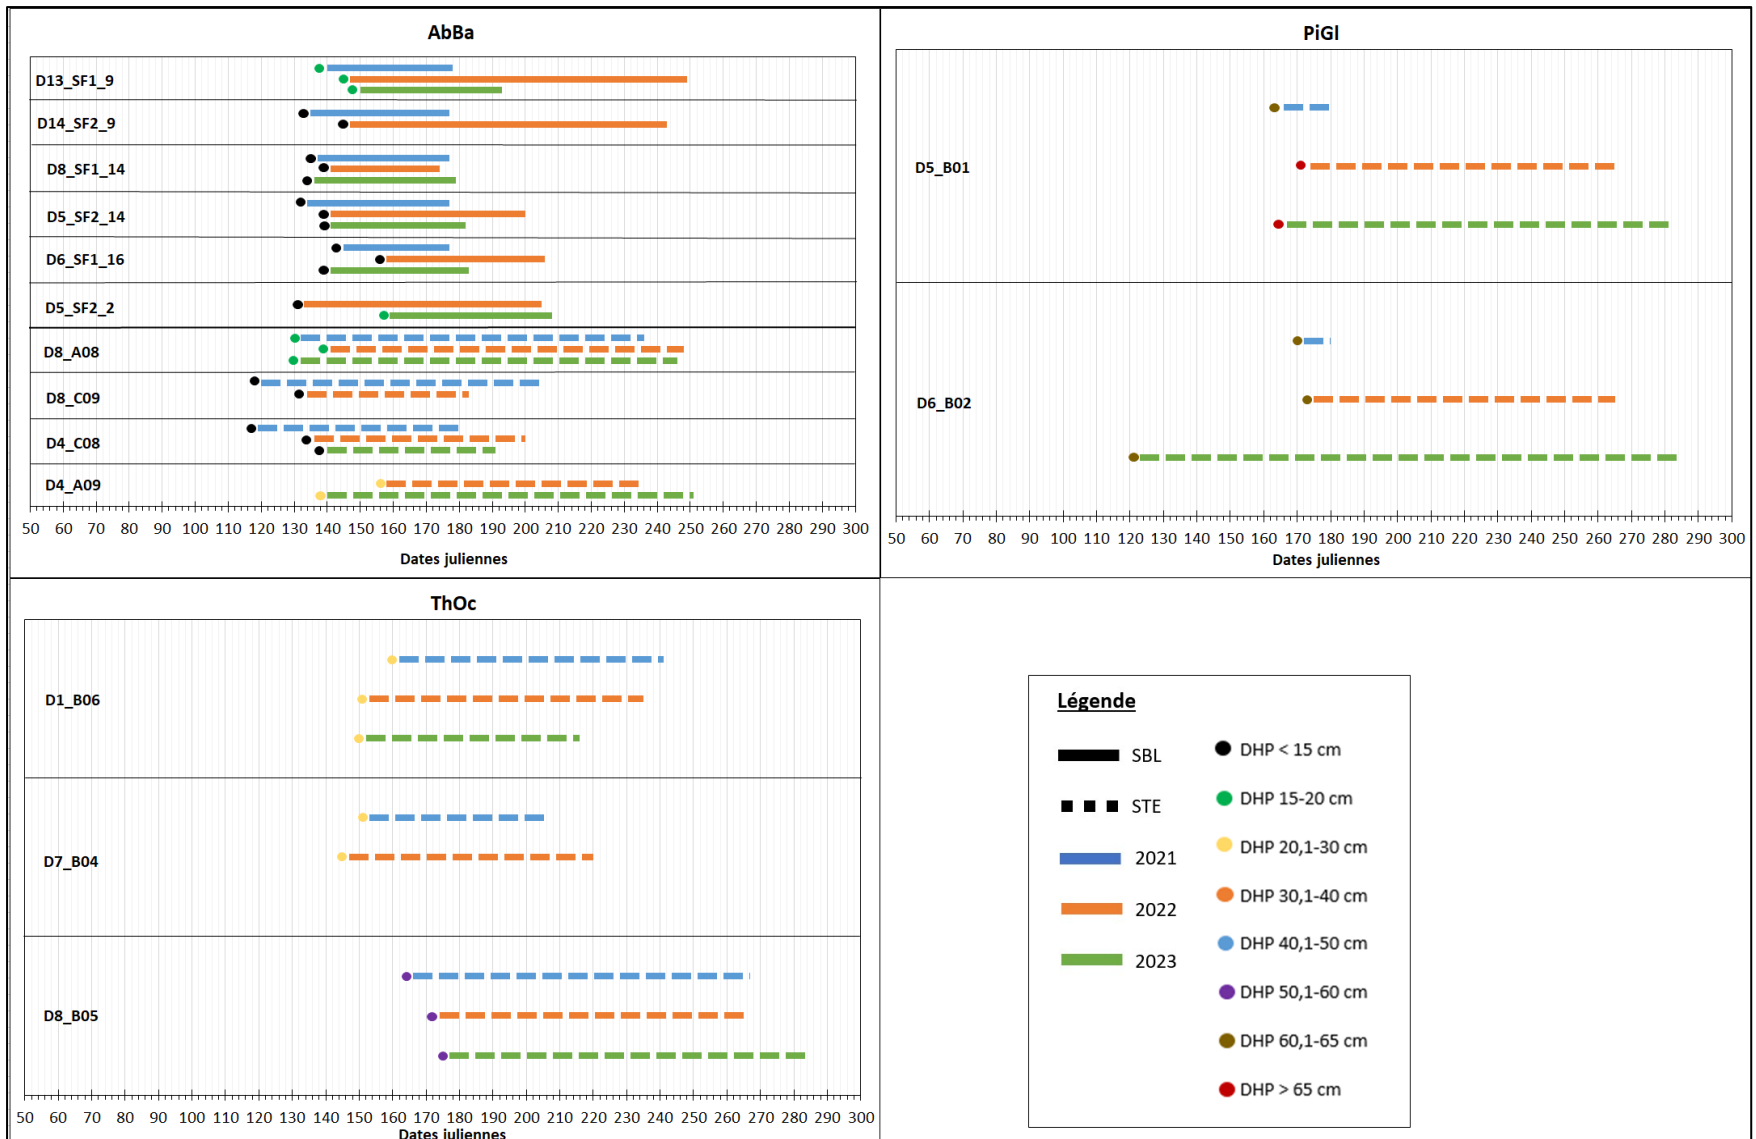 AbBa
D13_SF1_9
D14_SF2_9
D8_SF1_14
D5_SF2_14
D6_SF1_16
D5_SF2_2
D8_A08
D8_C09
D4_C08
D4_A09
50 60 70 80 90 100 110 120 130 140 150 160 170 180 190 200 210 220 230 240 250 260 270 280 290 300
Dates juliennes
PiGl
D5_B01
D6_B02
50 60 70 80 90 100 110 120 130 140 150 160 170 180 190 200 210 220 230 240 250 260 270 280 290 300
Dates juliennes
ThOc
D1_B06
D7_B04
D8_B05
50 60 70 80 90 100 110 120 130 140 150 160 170 180 190 200 210 220 230 240 250 260 270 280 290 300
Dates juliennes
Légende
SBL
STE
2021
2022
2023
DHP < 15 cm
DHP 15-20 cm
DHP 20,1-30 cm
DHP 30,1-40 cm
DHP 40,1-50 cm
DHP 50,1-60 cm
DHP 60,1-65 cm
DHP > 65 cm